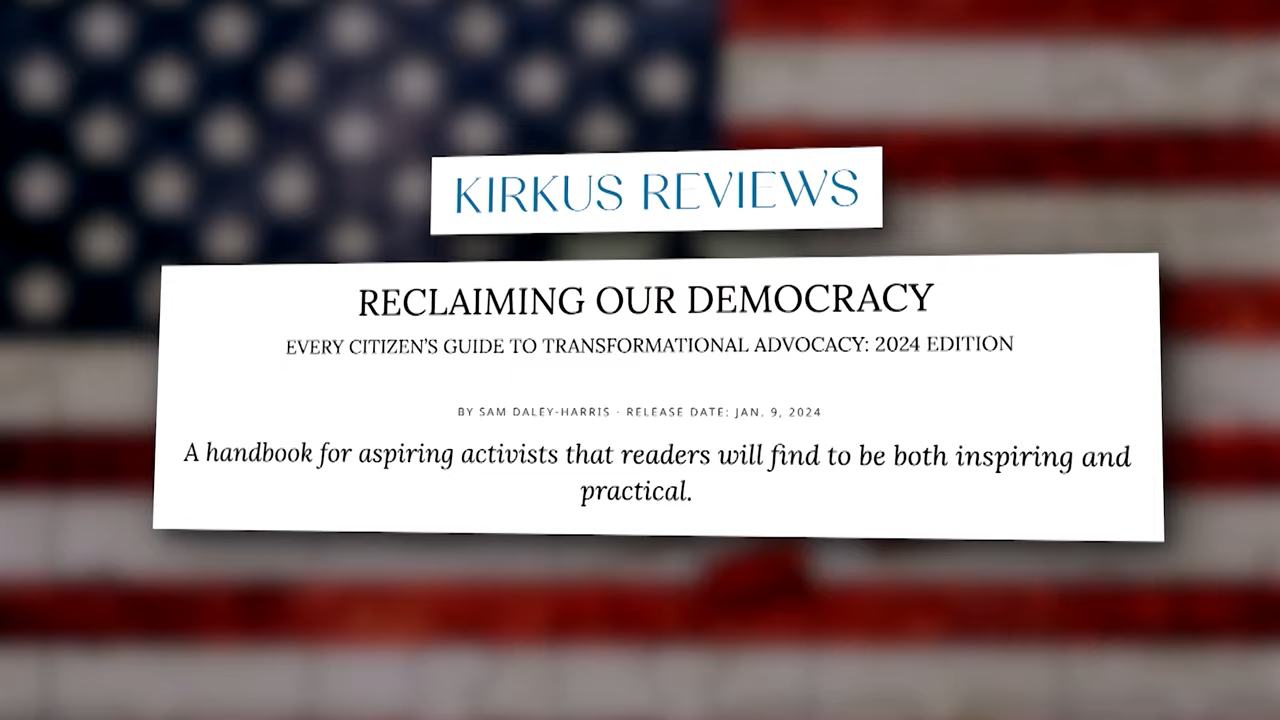 KIRKUS REVIEWS
RECLAIMING OUR DEMOCRACY
EVERY CITIZEN'S GUIDE TO TRANSFORMATIONAL ADVOCACY: 2024 EDITION
BY SAM DALEY-HARRIS · RELEASE DATE: JAN. 9, 2024
A handbook for aspiring activists that readers will find to be both inspiring and
practical.